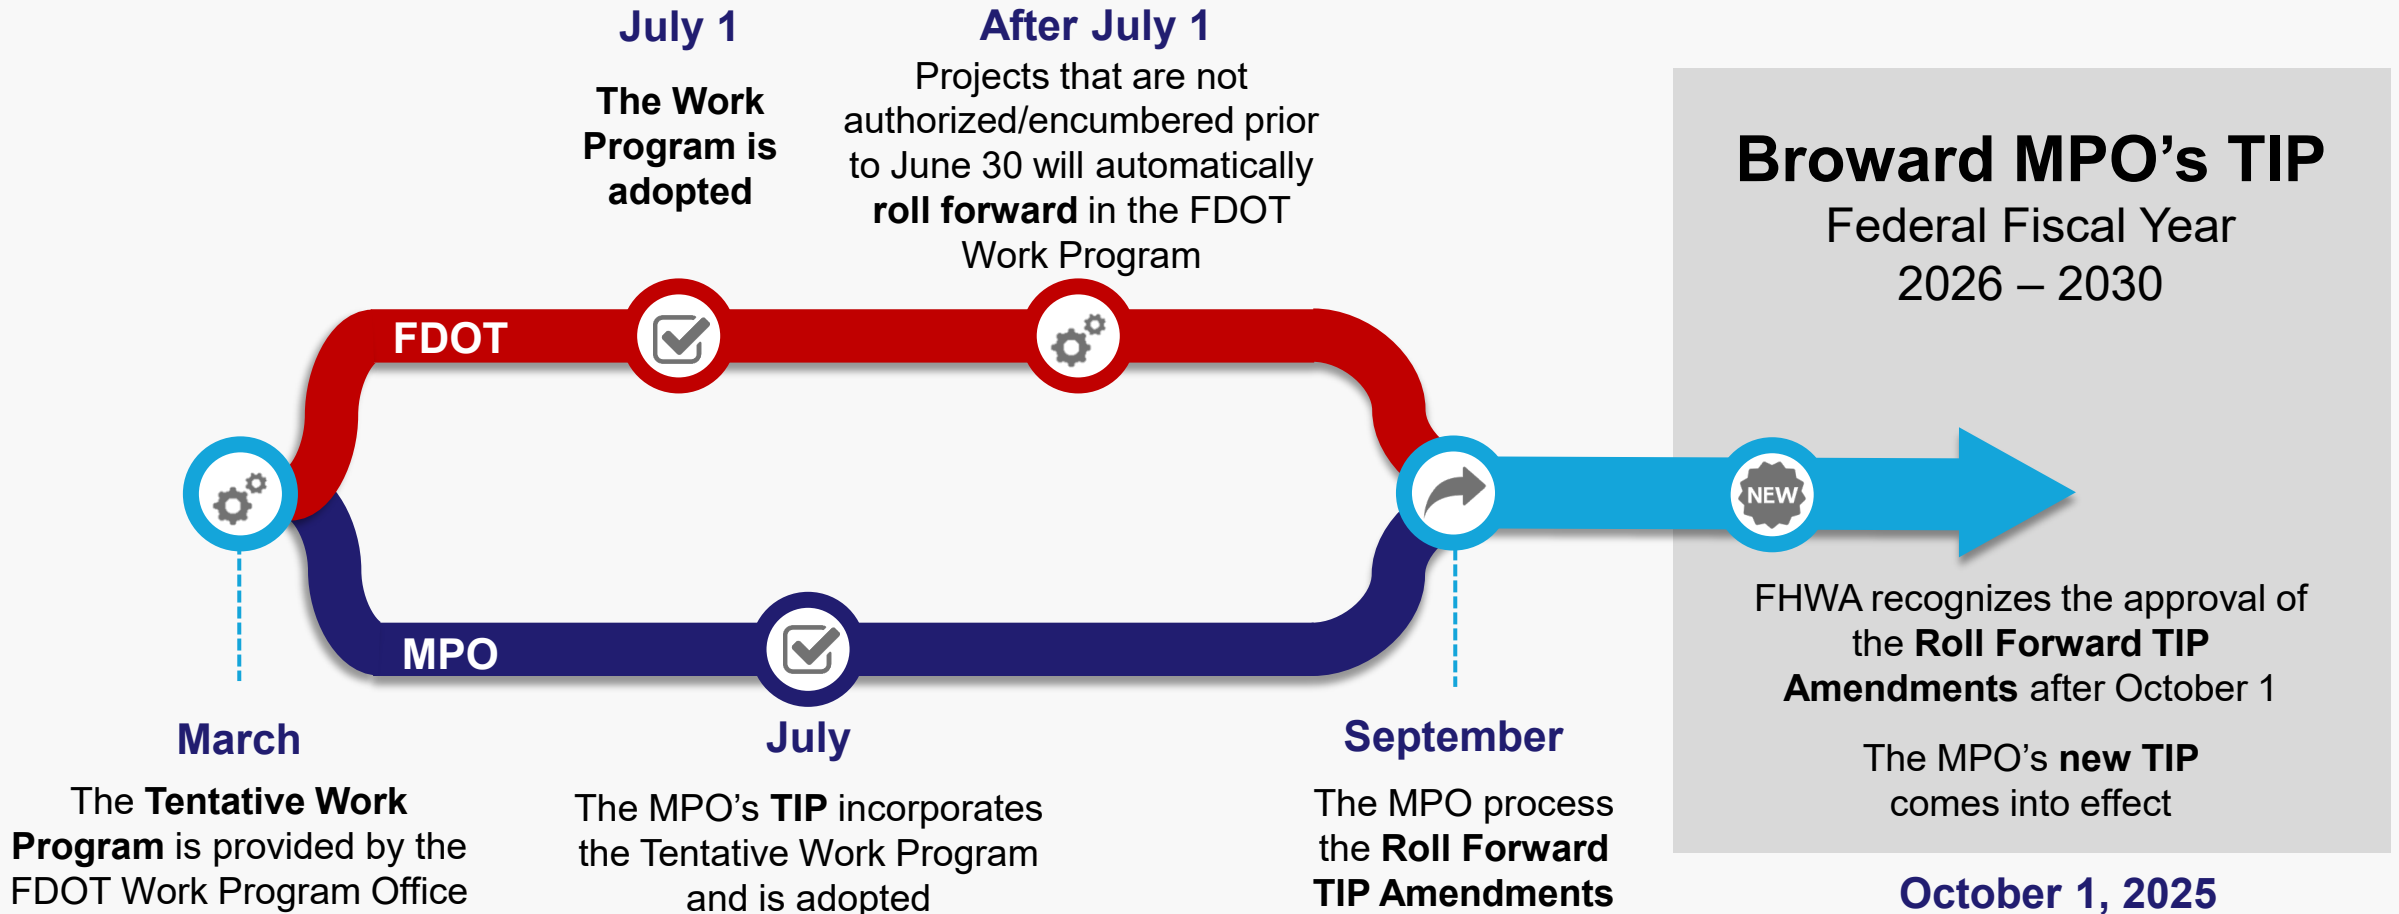 July 1
The Work
Program is
adopted
After July 1
Projects that are not
authorized/encumbered prior
to June 30 will automatically
roll forward in the FDOT
Work Program
Broward MPO’s TIP
Federal Fiscal Year
2026 – 2030
FDOT
MPO
NEW
March
The Tentative Work
Program is provided by the
FDOT Work Program Office
July
The MPO’s TIP incorporates
the Tentative Work Program
and is adopted
September
The MPO process
the Roll Forward
TIP Amendments
FHWA recognizes the approval of
the Roll Forward TIP
Amendments after October 1
The MPO’s new TIP
comes into effect
October 1, 2025